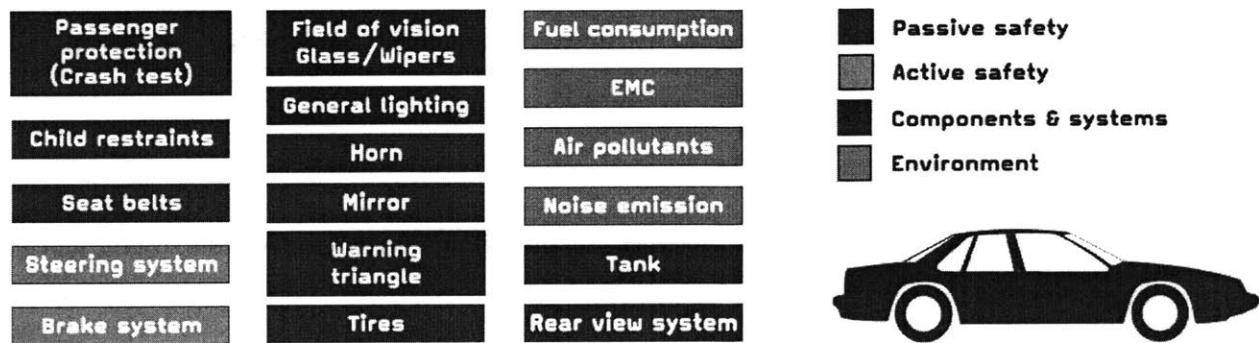 Passenger
protection
(Crash test)
Child restraints
Seat belts
Steering system
Brake system
Field of vision
Glass/Wipers
General lighting
Horn
Mirror
Warning
triangle
Tires
Fuel consumption
EMC
Air pollutants
Noise emission
Tank
Rear view system
Passive safety
Active safety
Components & systems
Environment